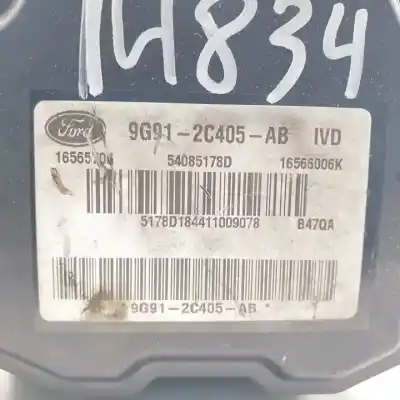 14834
Ford 9G91-2C405-AB IVD
54085178D 16566006K
5178D184411009078 B47QA
9G91-2C405-AB *